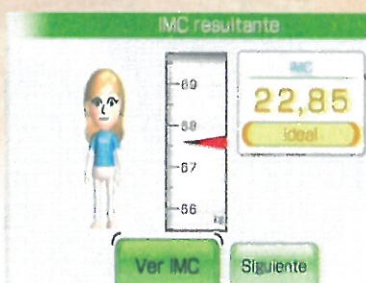 IMC resultante
69
68
67
66
kg
IMC
22,85
Ideal
Ver IMC
Siguiente